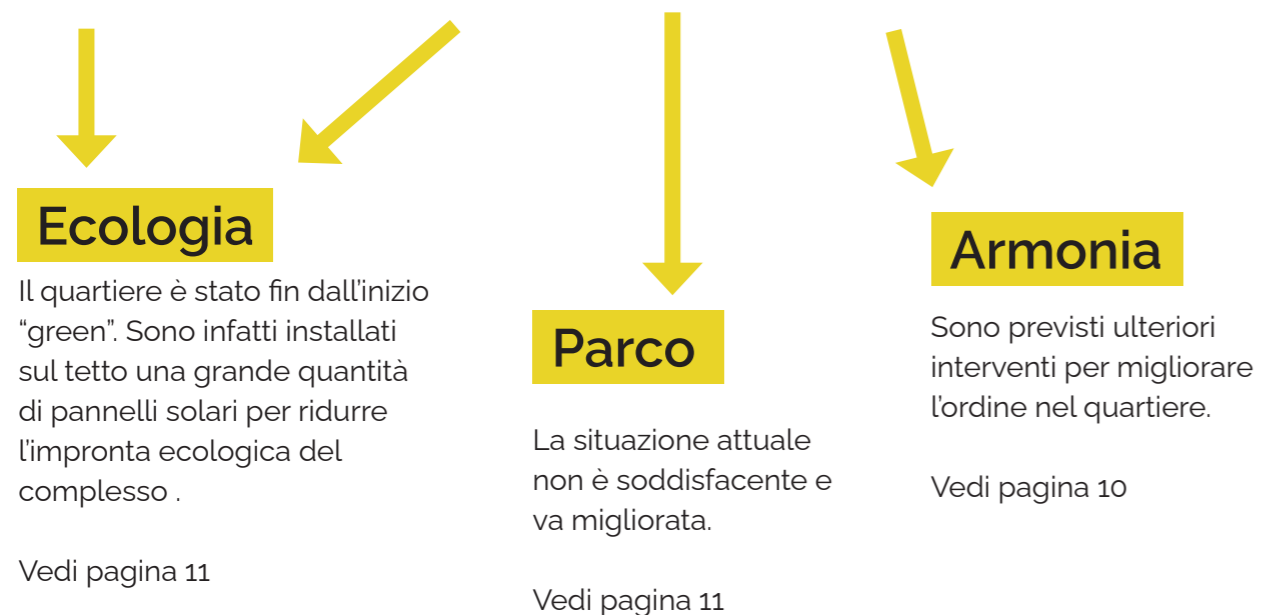 Ecologia
Il quartiere è stato fin dall’inizio
“green”. Sono infatti installati
sul tetto una grande quantità
di pannelli solari per ridurre
l’impronta ecologica del
complesso .
Vedi pagina 11
Parco
La situazione attuale
non è soddisfacente e
va migliorata.
Vedi pagina 11
Armonia
Sono previsti ulteriori
interventi per migliorare
l’ordine nel quartiere.
Vedi pagina 10